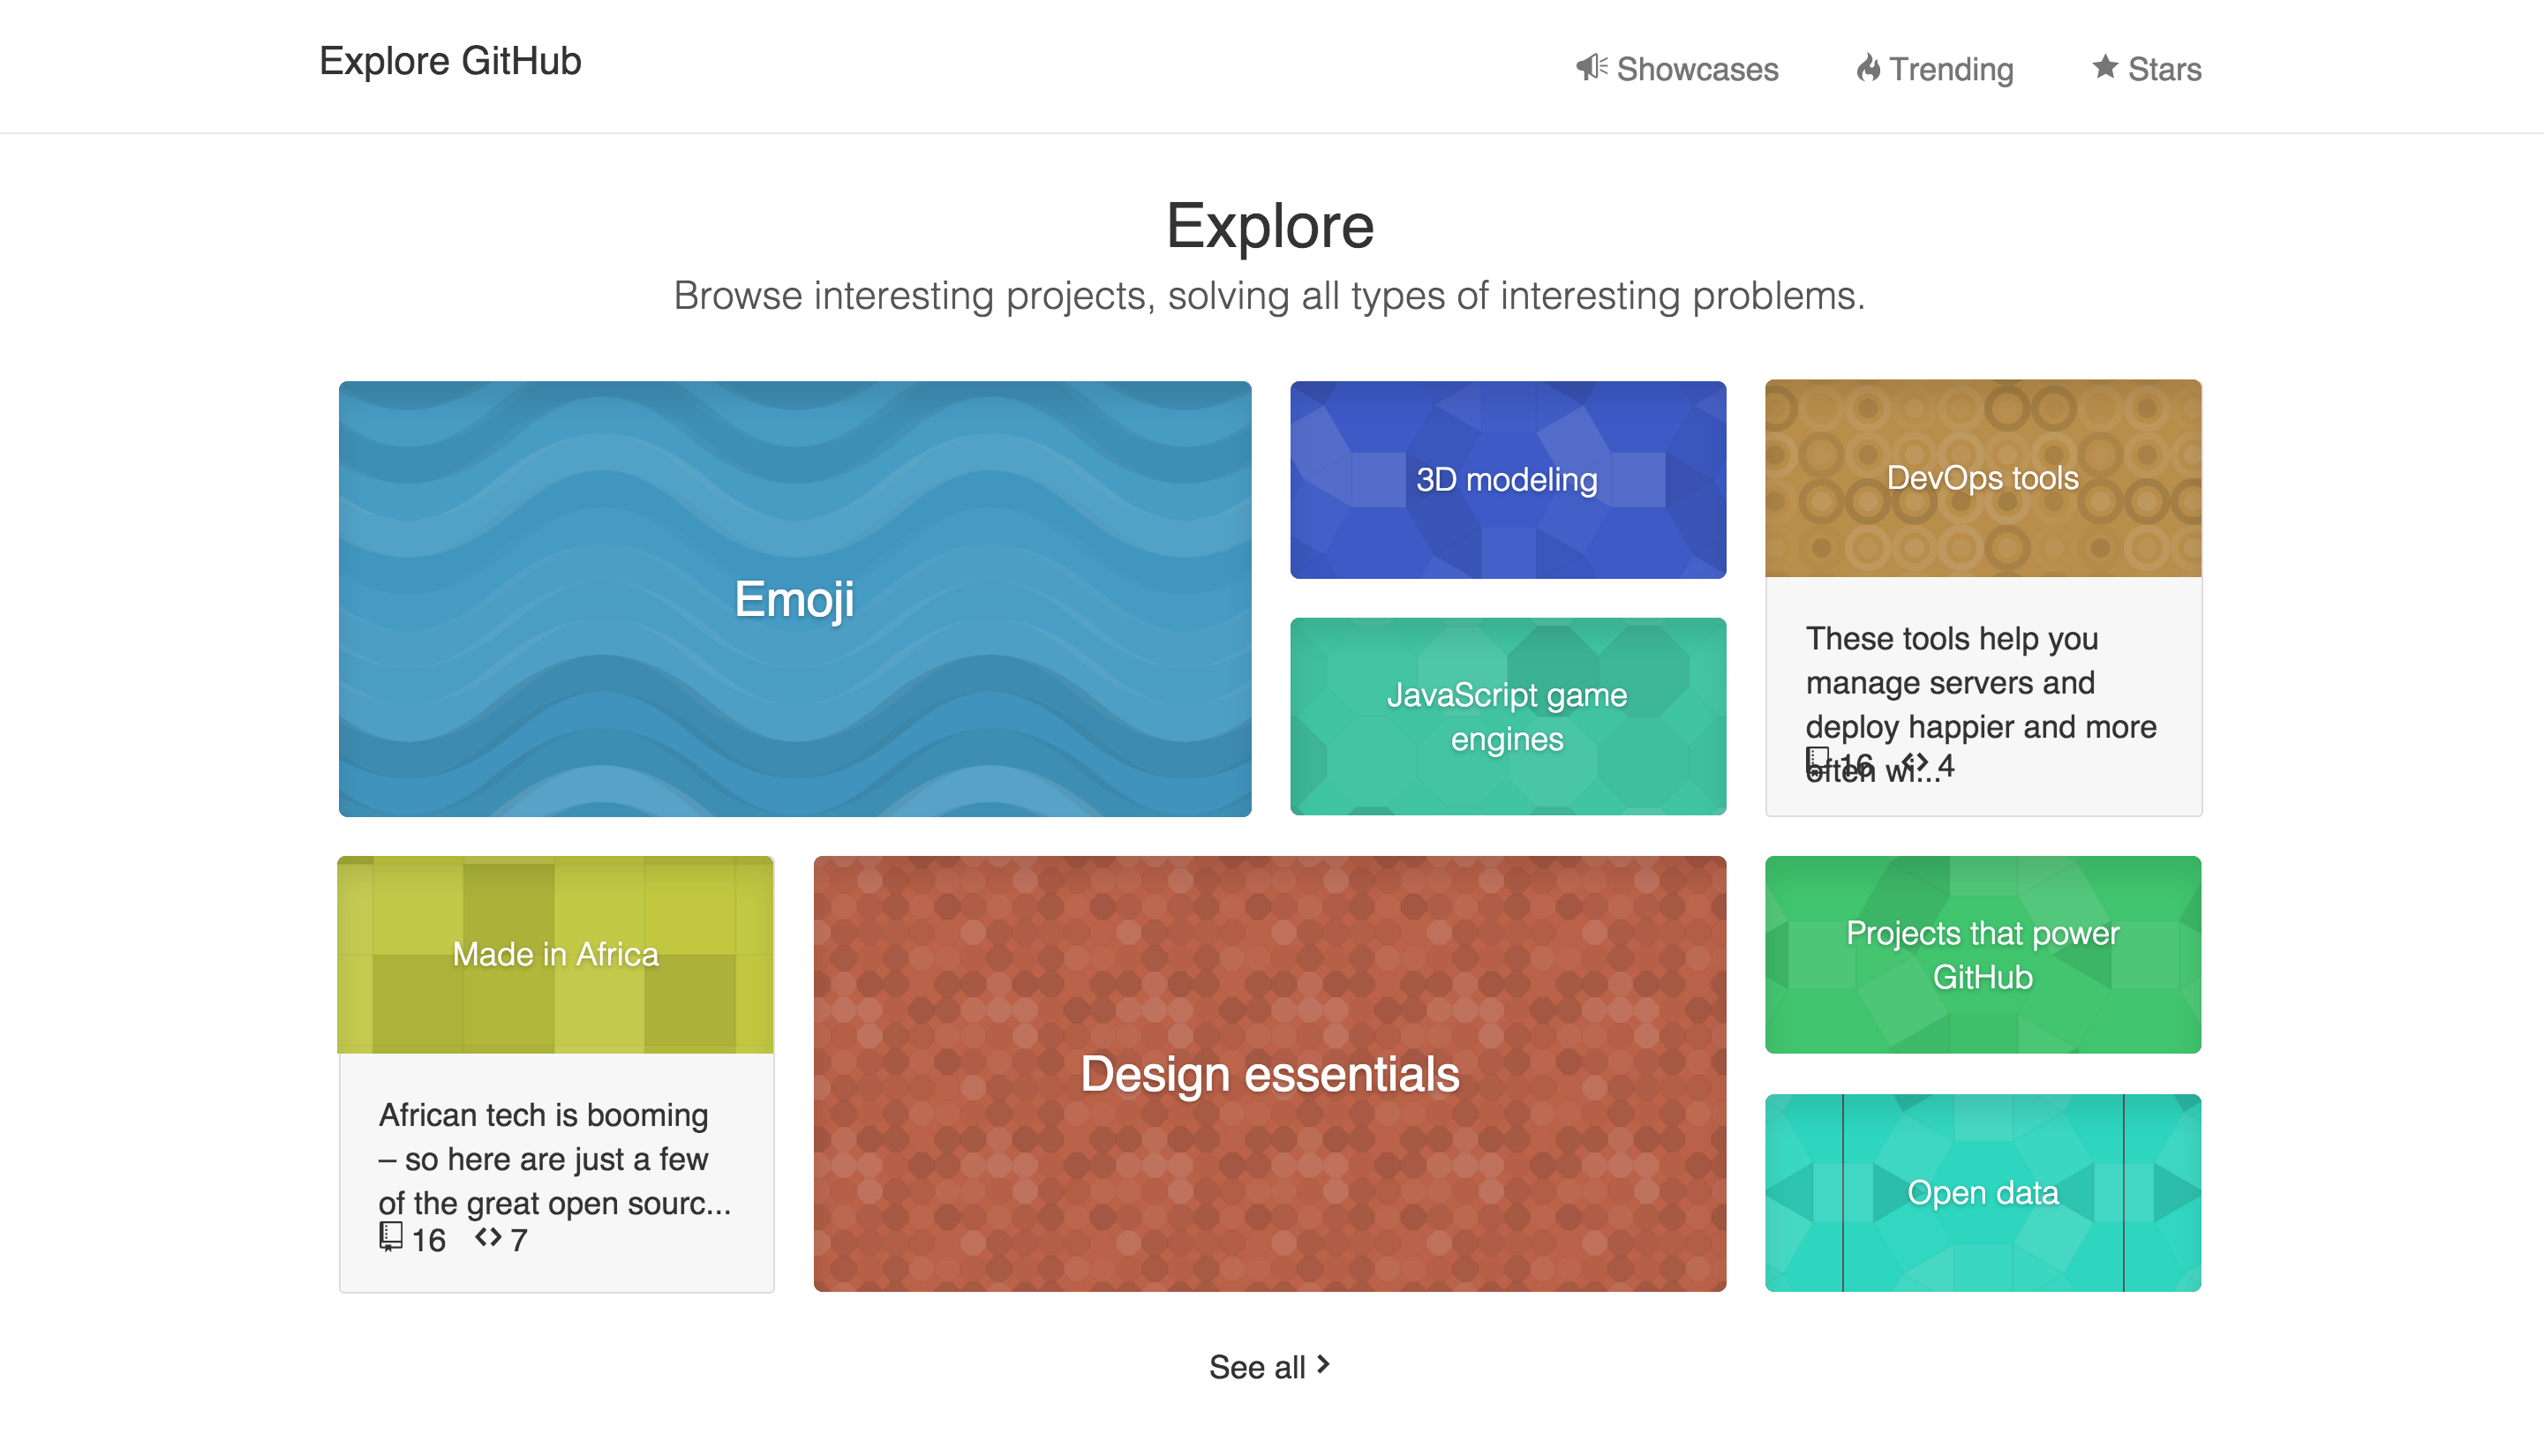 Explore GitHub
Showcases
Trending
Stars
Explore
Browse interesting projects, solving all types of interesting problems.
Emoji
3D modeling
JavaScript game
engines
DevOps tools
These tools help you
manage servers and
deploy happier and more
often wi...
16 4
Made in Africa
African tech is booming
– so here are just a few
of the great open sourc...
16 7
Design essentials
Projects that power
GitHub
Open data
See all